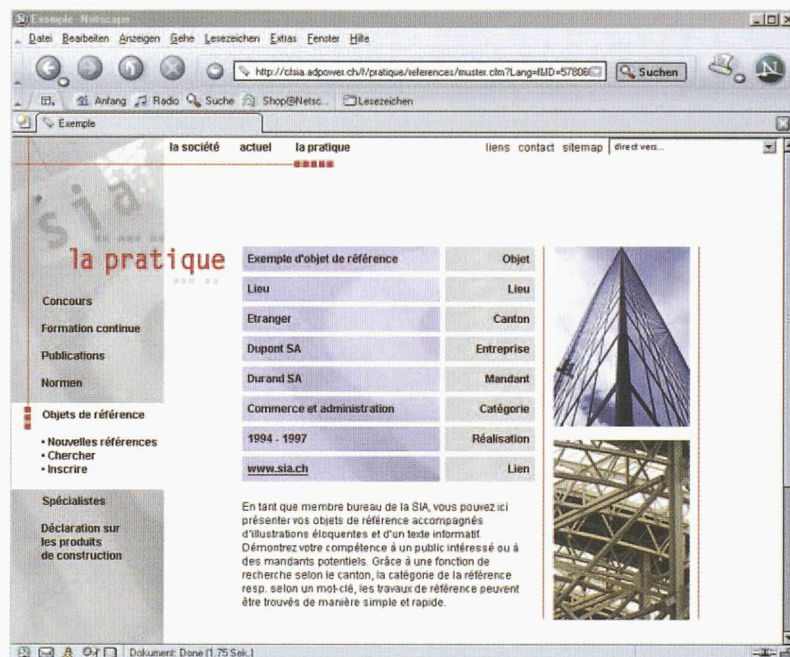 Exemple - Netscape
Datei Bearbeiten Anzeigen Gehe Lesezeichen Extras Fenster Hilfe
Suchen
Anfang Radio Suche Shop@Netsc... Lesezeichen
Exemple
la société actuel la pratique liens contact sitemap direct vers...
sia
la pratique
Exemple d'objet de référence Objet
Lieu Lieu
Etranger Canton
Dupont SA Entreprise
Durand SA Mandant
Commerce et administration Catégorie
1994 - 1997 Réalisation
www.sia.ch Lien
Concours
Formation continue
Publications
Normen
Objets de référence
• Nouvelles références
• Chercher
• Inscrire
Spécialistes
Déclaration sur
les produits
de construction
En tant que membre bureau de la SIA, vous pouvez ici
présenter vos objets de référence accompagnés
d'illustrations éloquentes et d'un texte informatif.
Démontrez votre compétence à un public intéressé ou à
des mandants potentiels. Grâce à une fonction de
recherche selon le canton, la catégorie de la référence
resp. selon un mot-clé, les travaux de référence peuvent
être trouvés de manière simple et rapide.
Dokument: Done (1.75 Sek.)